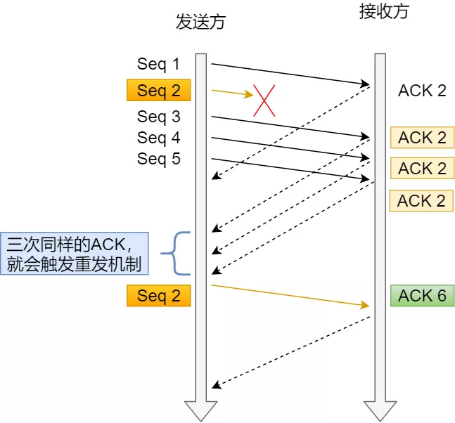 发送方
接收方
Seq 1
Seq 2
ACK 2
Seq 3
Seq 4
ACK 2
Seq 5
ACK 2
ACK 2
三次同样的ACK，
就会触发重发机制
Seq 2
ACK 6